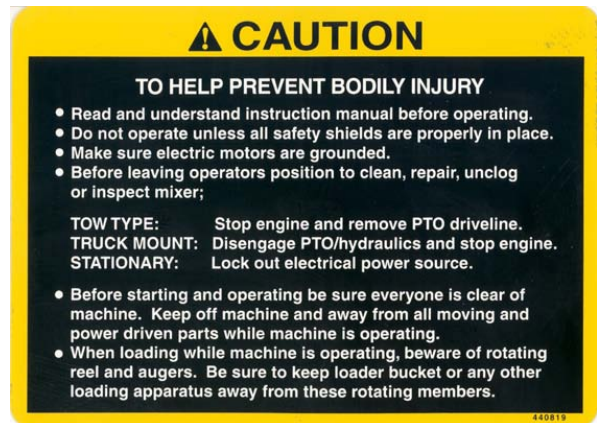 CAUTION
TO HELP PREVENT BODILY INJURY
• Read and understand instruction manual before operating.
• Do not operate unless all safety shields are properly in place.
• Make sure electric motors are grounded.
• Before leaving operators position to clean, repair, unclog
or inspect mixer;
TOW TYPE: Stop engine and remove PTO driveline.
TRUCK MOUNT: Disengage PTO/hydraulics and stop engine.
STATIONARY: Lock out electrical power source.
• Before starting and operating be sure everyone is clear of
machine. Keep off machine and away from all moving and
power driven parts while machine is operating.
• When loading while machine is operating, beware of rotating
reel and augers. Be sure to keep loader bucket or any other
loading apparatus away from these rotating members.
440819